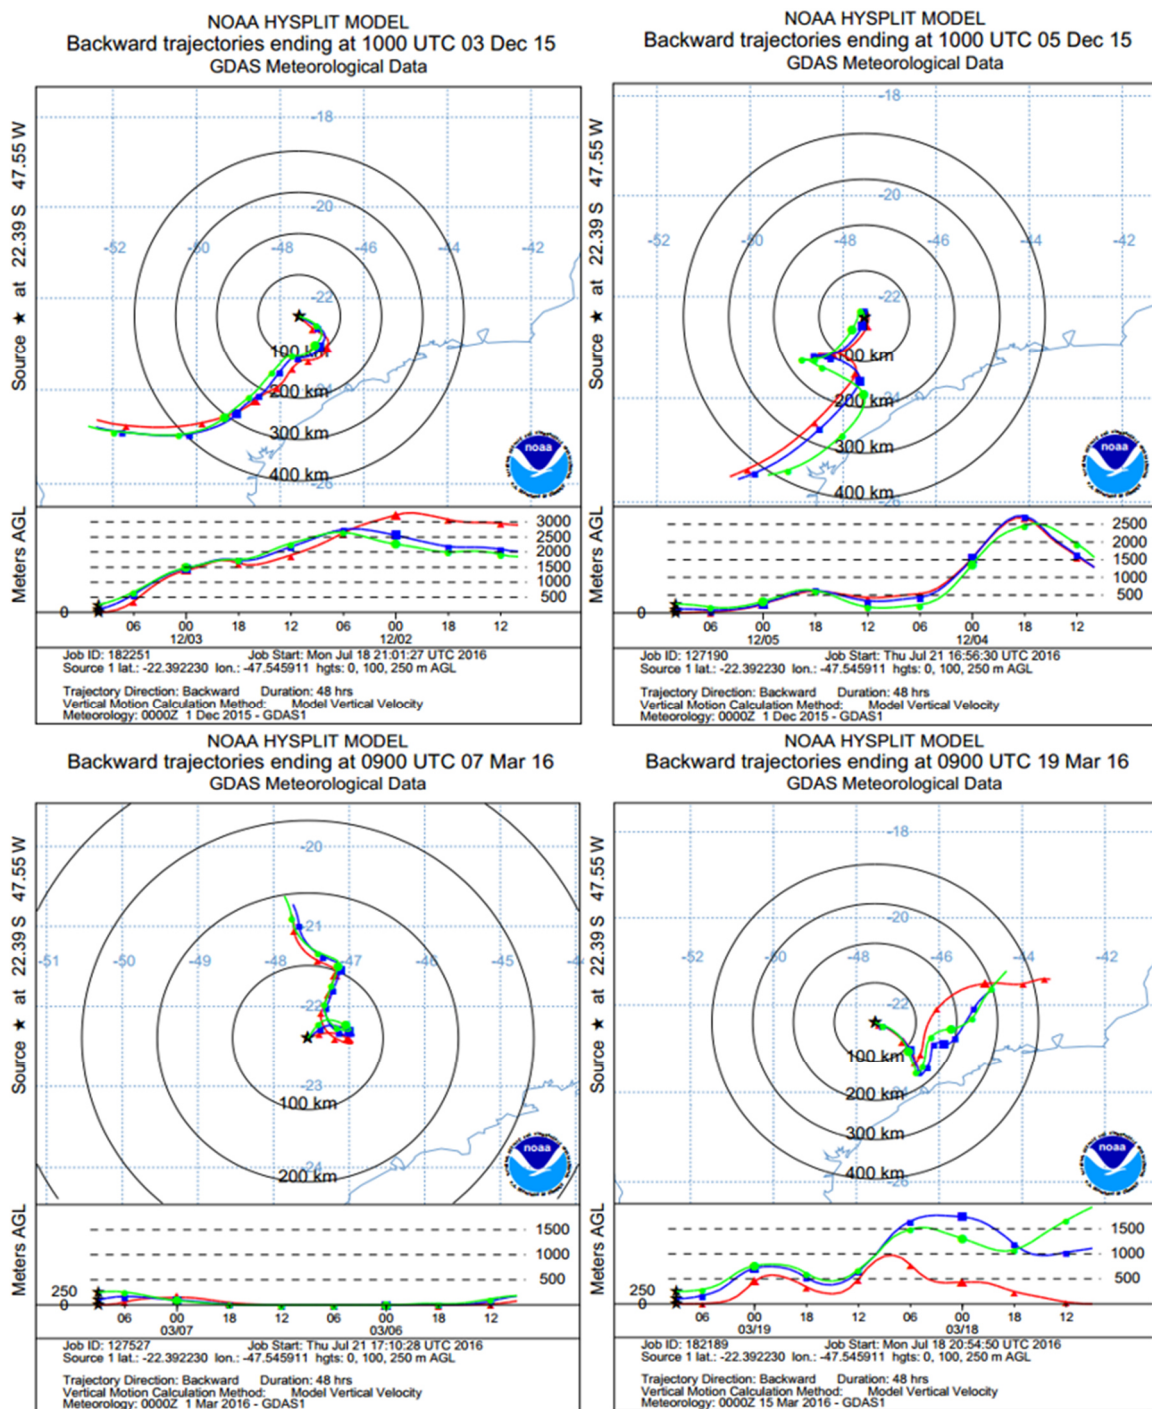 NOAA HYSPLIT MODEL
Backward trajectories ending at 1000 UTC 03 Dec 15
GDAS Meteorological Data
Source ★ at 22.39 S 47.55 W
-18
-20
-52
-50
-48
-46
-44
-42
-22
100 km
200 km
300 km
400 km
-26
noaa
Meters AGL
3000
2500
2000
1500
1000
500
0
06 00 18 12 06 00 18 12
12/03 12/02
Job ID: 182251 Job Start: Mon Jul 18 21:01:27 UTC 2016
Source 1 lat.: -22.392230 lon.: -47.545911 hgts: 0, 100, 250 m AGL
Trajectory Direction: Backward Duration: 48 hrs
Vertical Motion Calculation Method: Model Vertical Velocity
Meteorology: 0000Z 1 Dec 2015 - GDAS1
NOAA HYSPLIT MODEL
Backward trajectories ending at 1000 UTC 05 Dec 15
GDAS Meteorological Data
Source ★ at 22.39 S 47.55 W
-18
-20
-52
-50
-48
-46
-44
-42
-22
100 km
-24
200 km
300 km
400 km
noaa
Meters AGL
2500
2000
1500
1000
500
0
06 00 18 12 06 00 18 12
12/05 12/04
Job ID: 127190 Job Start: Thu Jul 21 16:56:30 UTC 2016
Source 1 lat.: -22.392230 lon.: -47.545911 hgts: 0, 100, 250 m AGL
Trajectory Direction: Backward Duration: 48 hrs
Vertical Motion Calculation Method: Model Vertical Velocity
Meteorology: 0000Z 1 Dec 2015 - GDAS1
NOAA HYSPLIT MODEL
Backward trajectories ending at 0900 UTC 07 Mar 16
GDAS Meteorological Data
Source ★ at 22.39 S 47.55 W
-20
-21
-51
-50
-49
-48
-47
-46
-45
-22
-23
100 km
-24
200 km
noaa
Meters AGL
1500
1000
500
250
0
06 00 18 12 06 00 18 12
03/07 03/06
Job ID: 127527 Job Start: Thu Jul 21 17:10:28 UTC 2016
Source 1 lat.: -22.392230 lon.: -47.545911 hgts: 0, 100, 250 m AGL
Trajectory Direction: Backward Duration: 48 hrs
Vertical Motion Calculation Method: Model Vertical Velocity
Meteorology: 0000Z 1 Mar 2016 - GDAS1
NOAA HYSPLIT MODEL
Backward trajectories ending at 0900 UTC 19 Mar 16
GDAS Meteorological Data
Source ★ at 22.39 S 47.55 W
-18
-20
-52
-50
-48
-46
-44
-42
-22
100 km
-24
200 km
300 km
400 km
-26
noaa
Meters AGL
1500
1000
500
250
0
06 00 18 12 06 00 18 12
03/19 03/18
Job ID: 182189 Job Start: Mon Jul 18 20:54:50 UTC 2016
Source 1 lat.: -22.392230 lon.: -47.545911 hgts: 0, 100, 250 m AGL
Trajectory Direction: Backward Duration: 48 hrs
Vertical Motion Calculation Method: Model Vertical Velocity
Meteorology: 0000Z 15 Mar 2016 - GDAS1